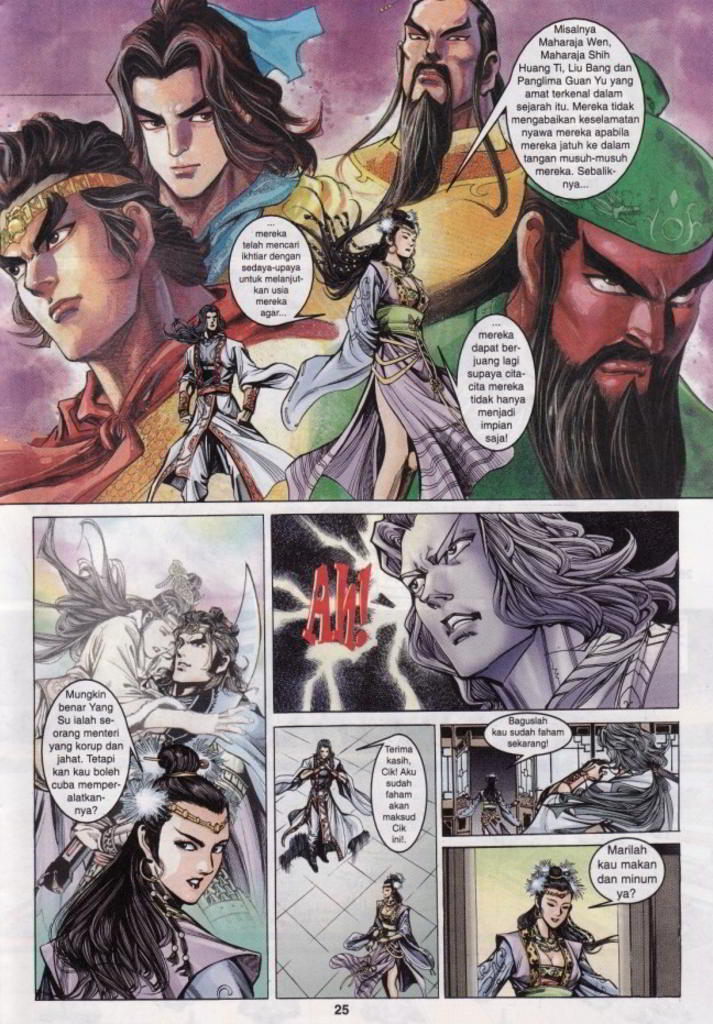 Misalnya
Maharaja Wen,
Maharaja Shih
Huang Ti, Liu Bang dan
Panglima Guan Yu yang
amat terkenal dalam
sejarah itu. Mereka tidak
mengabaikan keselamatan
nyawa mereka apabila
mereka jatuh ke dalam
tangan musuh-musuh
mereka. Sebalik-
nya...
...
mereka
telah mencari
ikhtiar dengan
sedaya-upaya
untuk melanjut-
kan usia
mereka
agar...
...
mereka
dapat ber-
juang lagi
supaya cita-
cita mereka
tidak hanya
menjadi
impian
saja!
Mungkin
benar Yang
Su ialah se-
orang menteri
yang korup dan
jahat. Tetapi
kan kau boleh
cuba memper-
alatkan-
nya?
AH!
Terima
kasih,
Cik! Aku
sudah
faham
akan
maksud
Cik
ini!.
Baguslah
kau sudah faham
sekarang!
Marilah
kau makan
dan minum
ya?
25